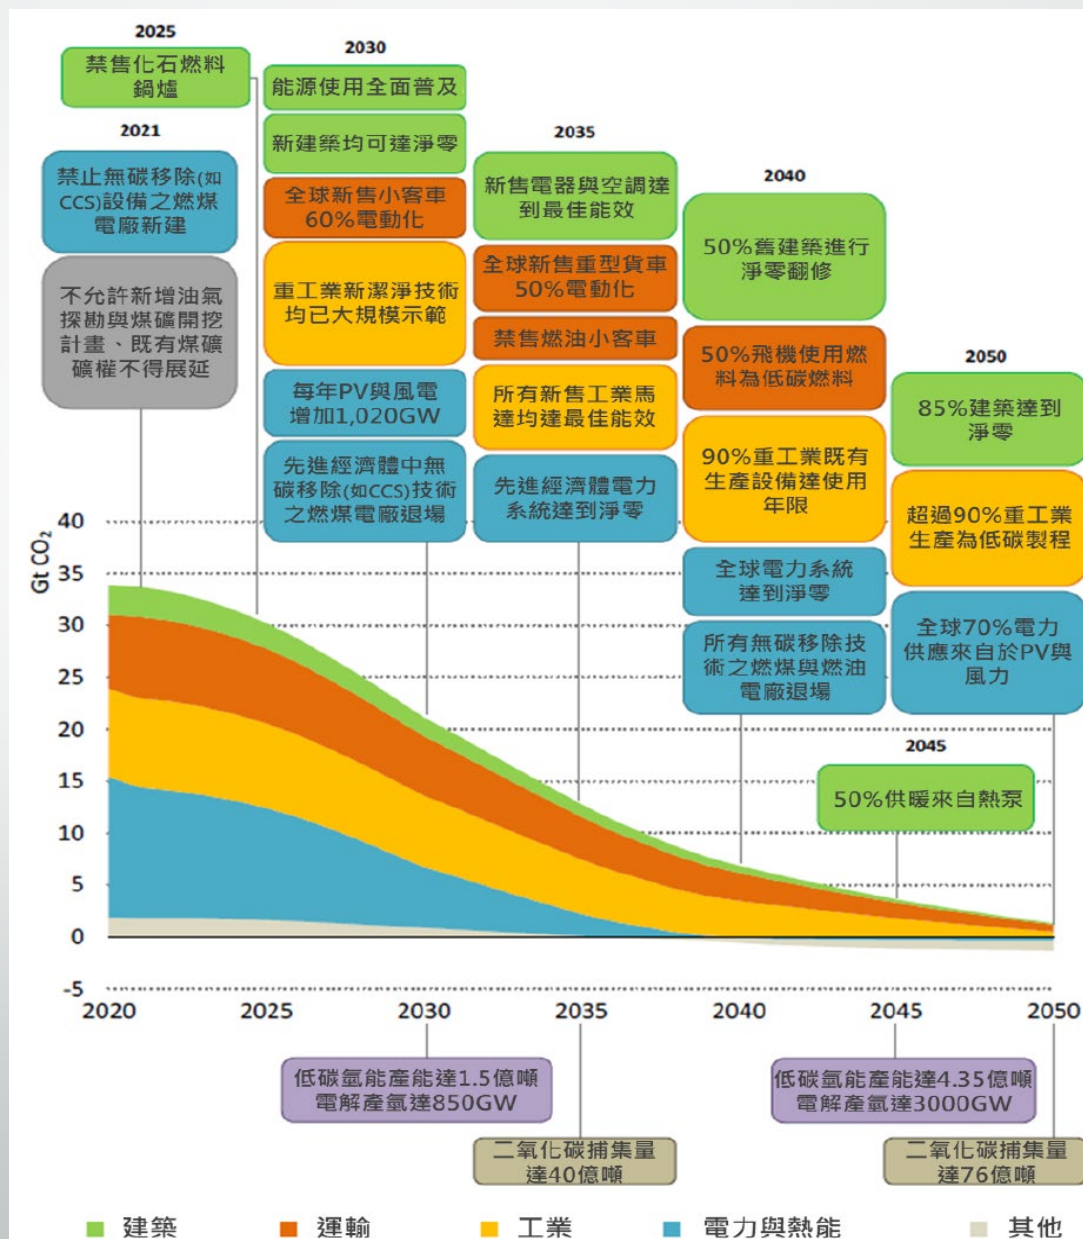 2025
禁售化石燃料
鍋爐
2021
禁止無碳移除(如
CCS)設備之燃煤
電廠新建
不允許新增油氣
探勘與煤礦開挖
計畫、既有煤礦
礦權不得展延
2030
能源使用全面普及
新建築均可達淨零
全球新售小客車
60%電動化
重工業新潔淨技術
均已大規模示範
每年PV與風電
增加1,020GW
先進經濟體中無
碳移除(如CCS)技術
之燃煤電廠退場
2035
新售電器與空調達
到最佳能效
全球新售重型貨車
50%電動化
禁售燃油小客車
所有新售工業馬
達均達最佳能效
先進經濟體電力
系統達到淨零
2040
50%舊建築進行
淨零翻修
50%飛機使用燃
料為低碳燃料
90%重工業既有
生產設備達使用
年限
全球電力系統
達到淨零
所有無碳移除技
術之燃煤與燃油
電廠退場
2050
85%建築達到
淨零
超過90%重工業
生產為低碳製程
全球70%電力
供應來自於PV與
風力
2045
50%供暖來自熱泵
Gt CO₂
40
35
30
25
20
15
10
5
0
-5
2020 2025 2030 2035 2040 2045 2050
低碳氫能產能達1.5億噸
電解產氫達850GW
低碳氫能產能達4.35億噸
電解產氫達3000GW
二氧化碳捕集量
達40億噸
二氧化碳捕集量
達76億噸
建築 運輸 工業 電力與熱能 其他